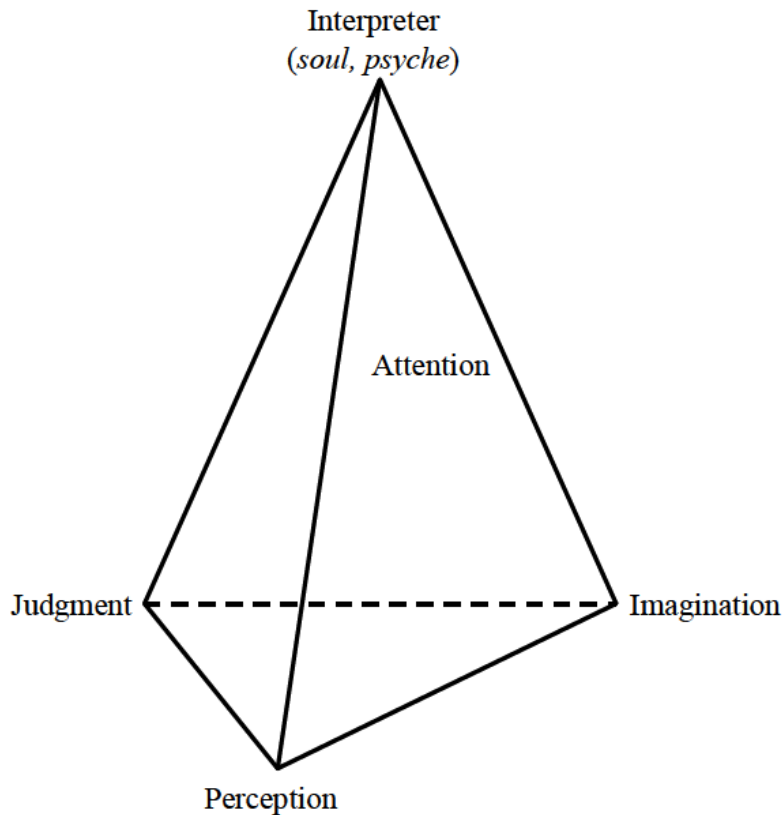 Interpreter
(soul, psyche)
Attention
Judgment
Imagination
Perception